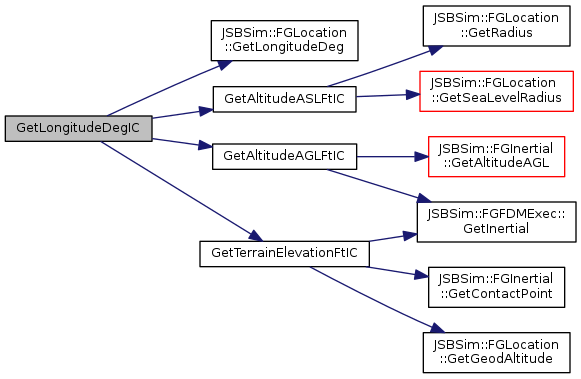 GetLongitudeDegIC
JSBSim::FGLocation
::GetLongitudeDeg
GetAltitudeASLFtIC
GetAltitudeAGLFtIC
GetTerrainElevationFtIC
JSBSim::FGLocation
::GetRadius
JSBSim::FGLocation
::GetSeaLevelRadius
JSBSim::FGInertial
::GetAltitudeAGL
JSBSim::FGFDMExec::
GetInertial
JSBSim::FGInertial
::GetContactPoint
JSBSim::FGLocation
::GetGeodAltitude